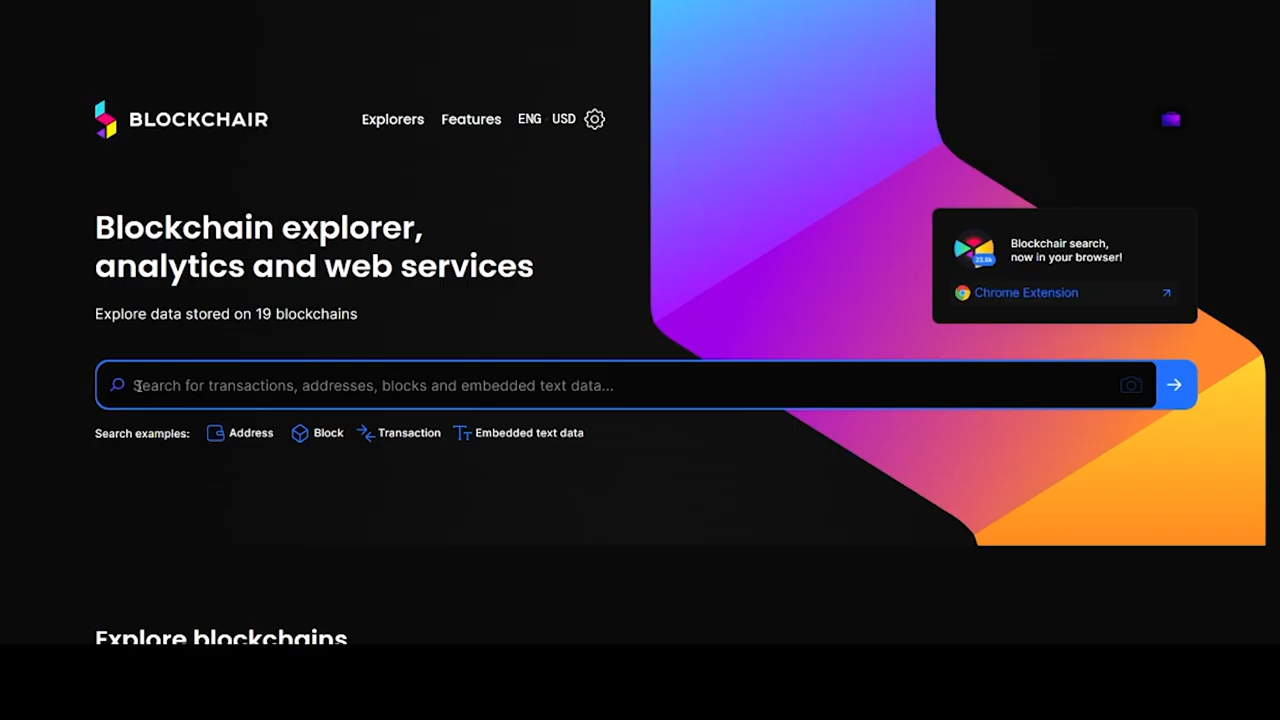 BLOCKCHAIR
Explorers Features ENG USD
Blockchain explorer,
analytics and web services
Explore data stored on 19 blockchains
Blockchair search,
now in your browser!
23.6k
Chrome Extension
Search for transactions, addresses, blocks and embedded text data...
Search examples: Address Block Transaction Embedded text data
Explore blockchains